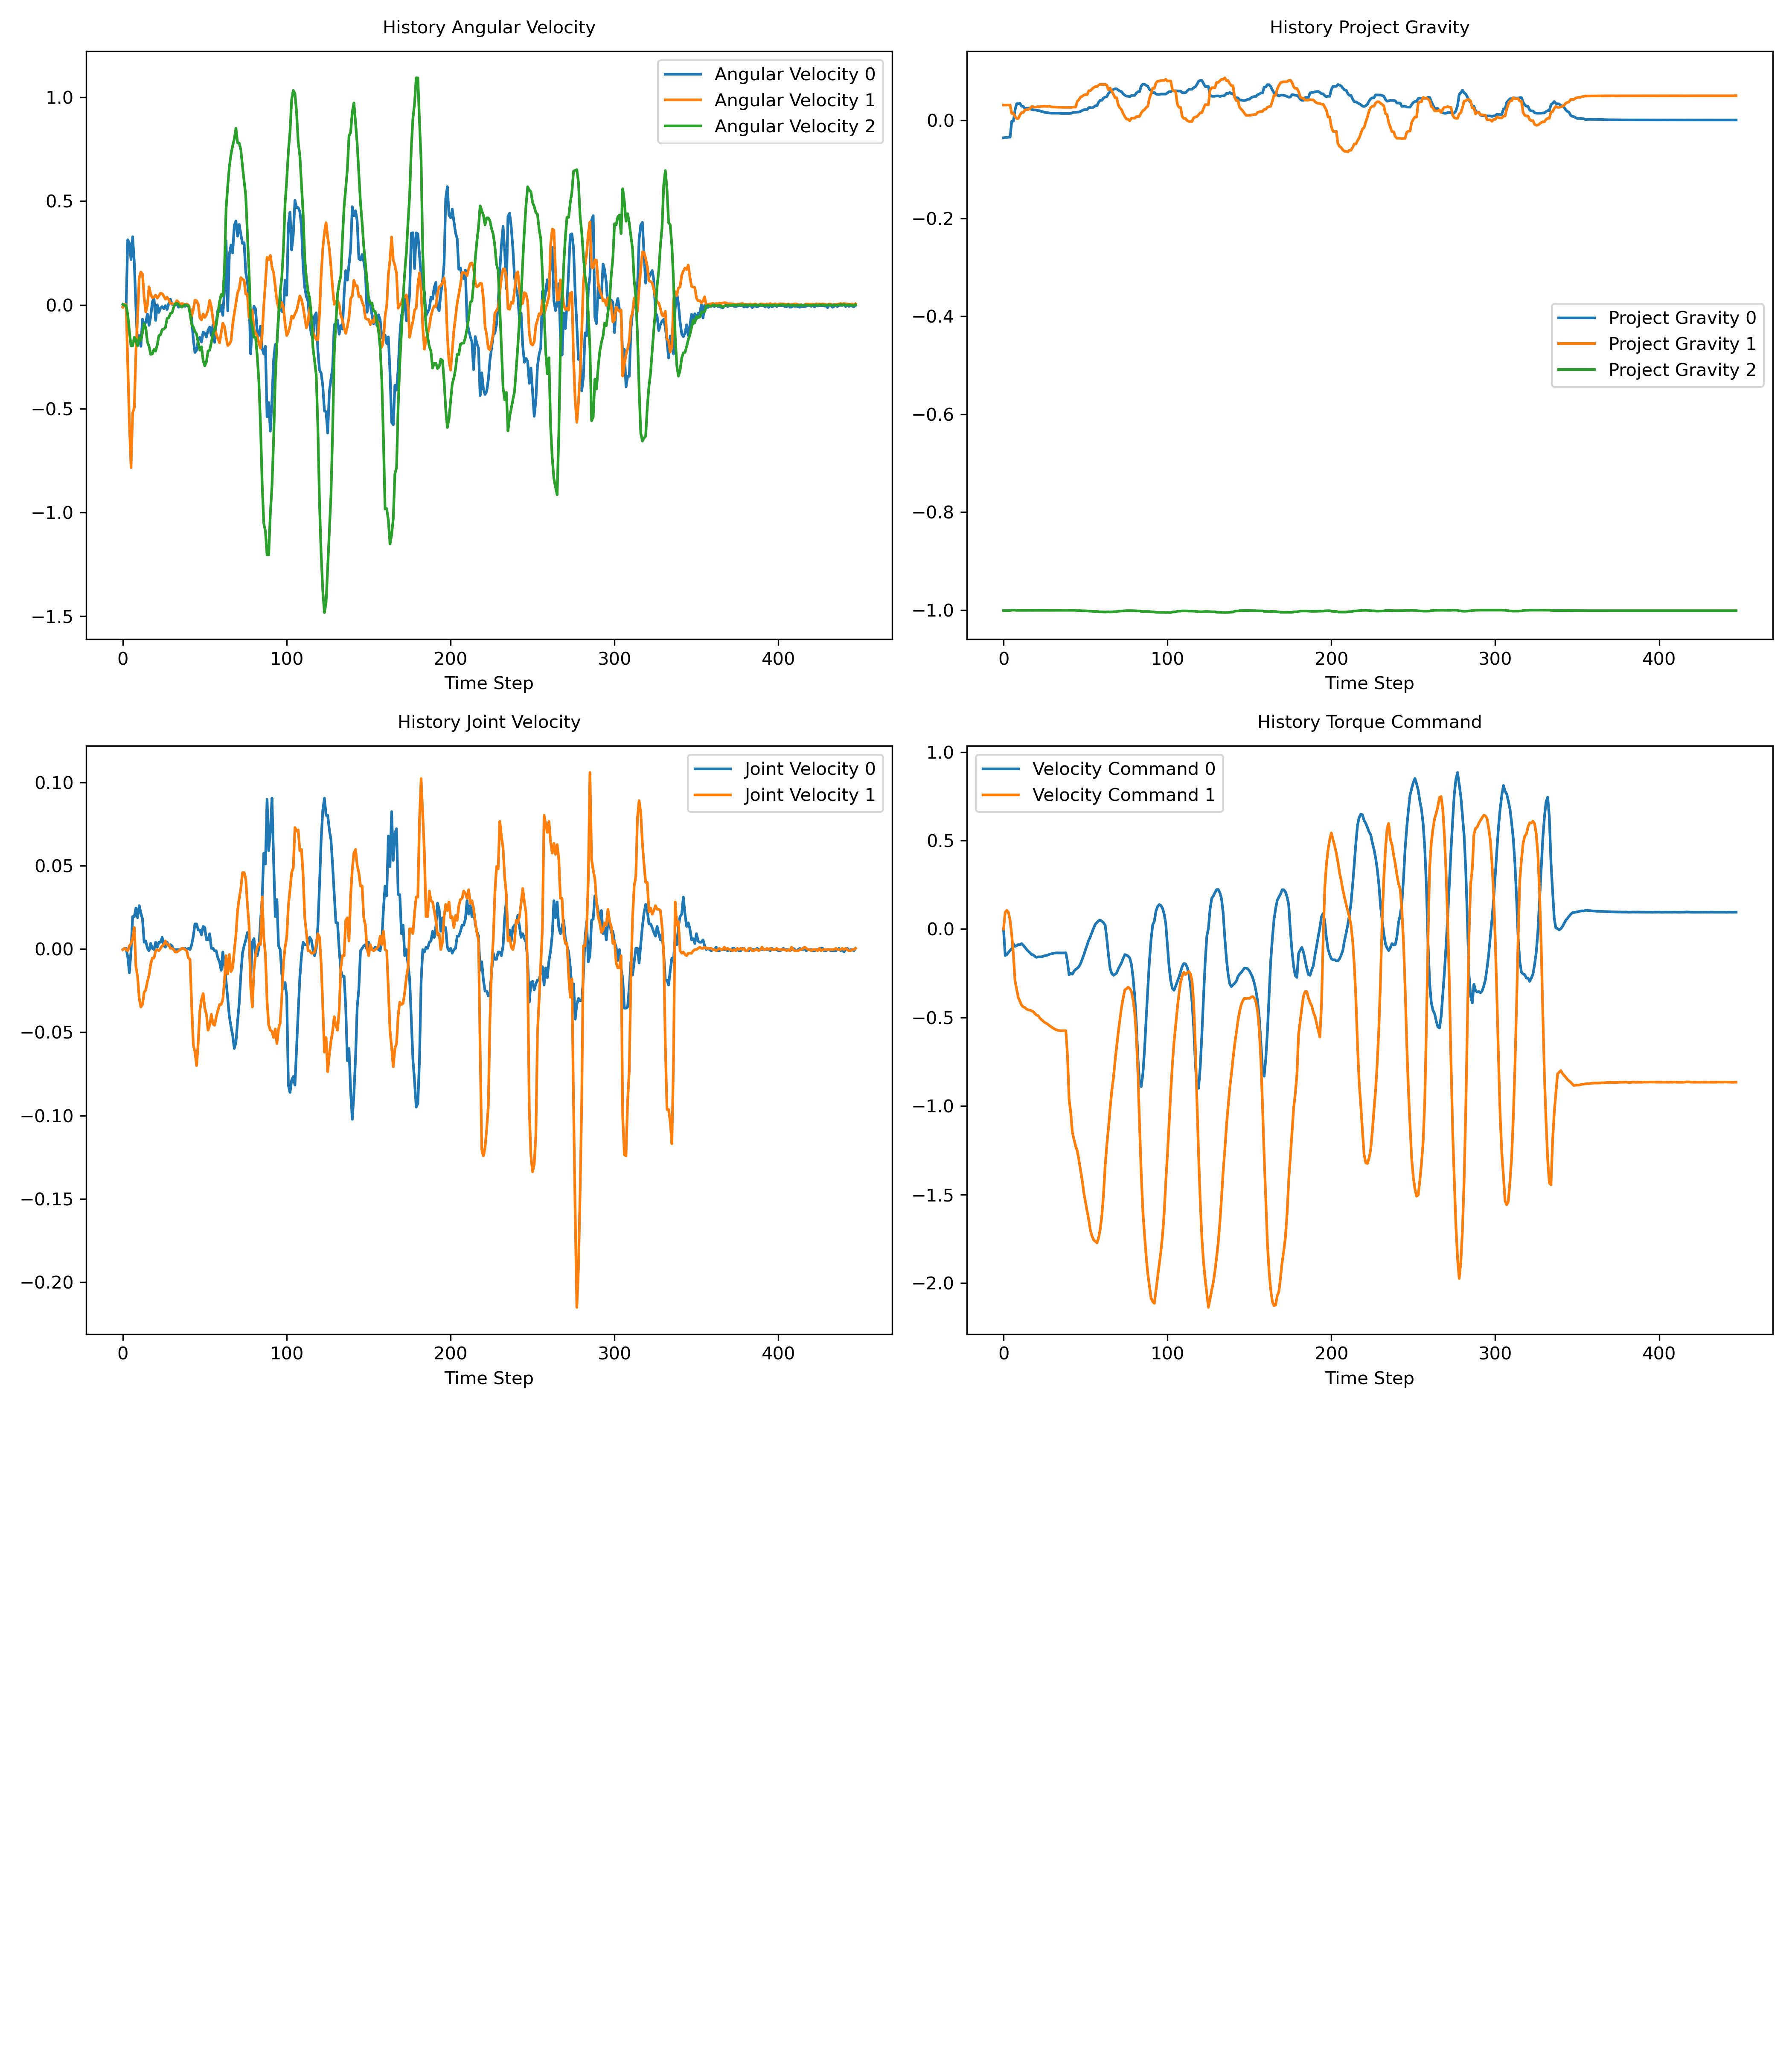 History Angular Velocity
Angular Velocity 0
Angular Velocity 1
Angular Velocity 2
1.0
0.5
0.0
−0.5
−1.0
−1.5
0 100 200 300 400
Time Step
History Project Gravity
Project Gravity 0
Project Gravity 1
Project Gravity 2
0.0
−0.2
−0.4
−0.6
−0.8
−1.0
0 100 200 300 400
Time Step
History Joint Velocity
Joint Velocity 0
Joint Velocity 1
0.10
0.05
0.00
−0.05
−0.10
−0.15
−0.20
0 100 200 300 400
Time Step
History Torque Command
Velocity Command 0
Velocity Command 1
1.0
0.5
0.0
−0.5
−1.0
−1.5
−2.0
0 100 200 300 400
Time Step